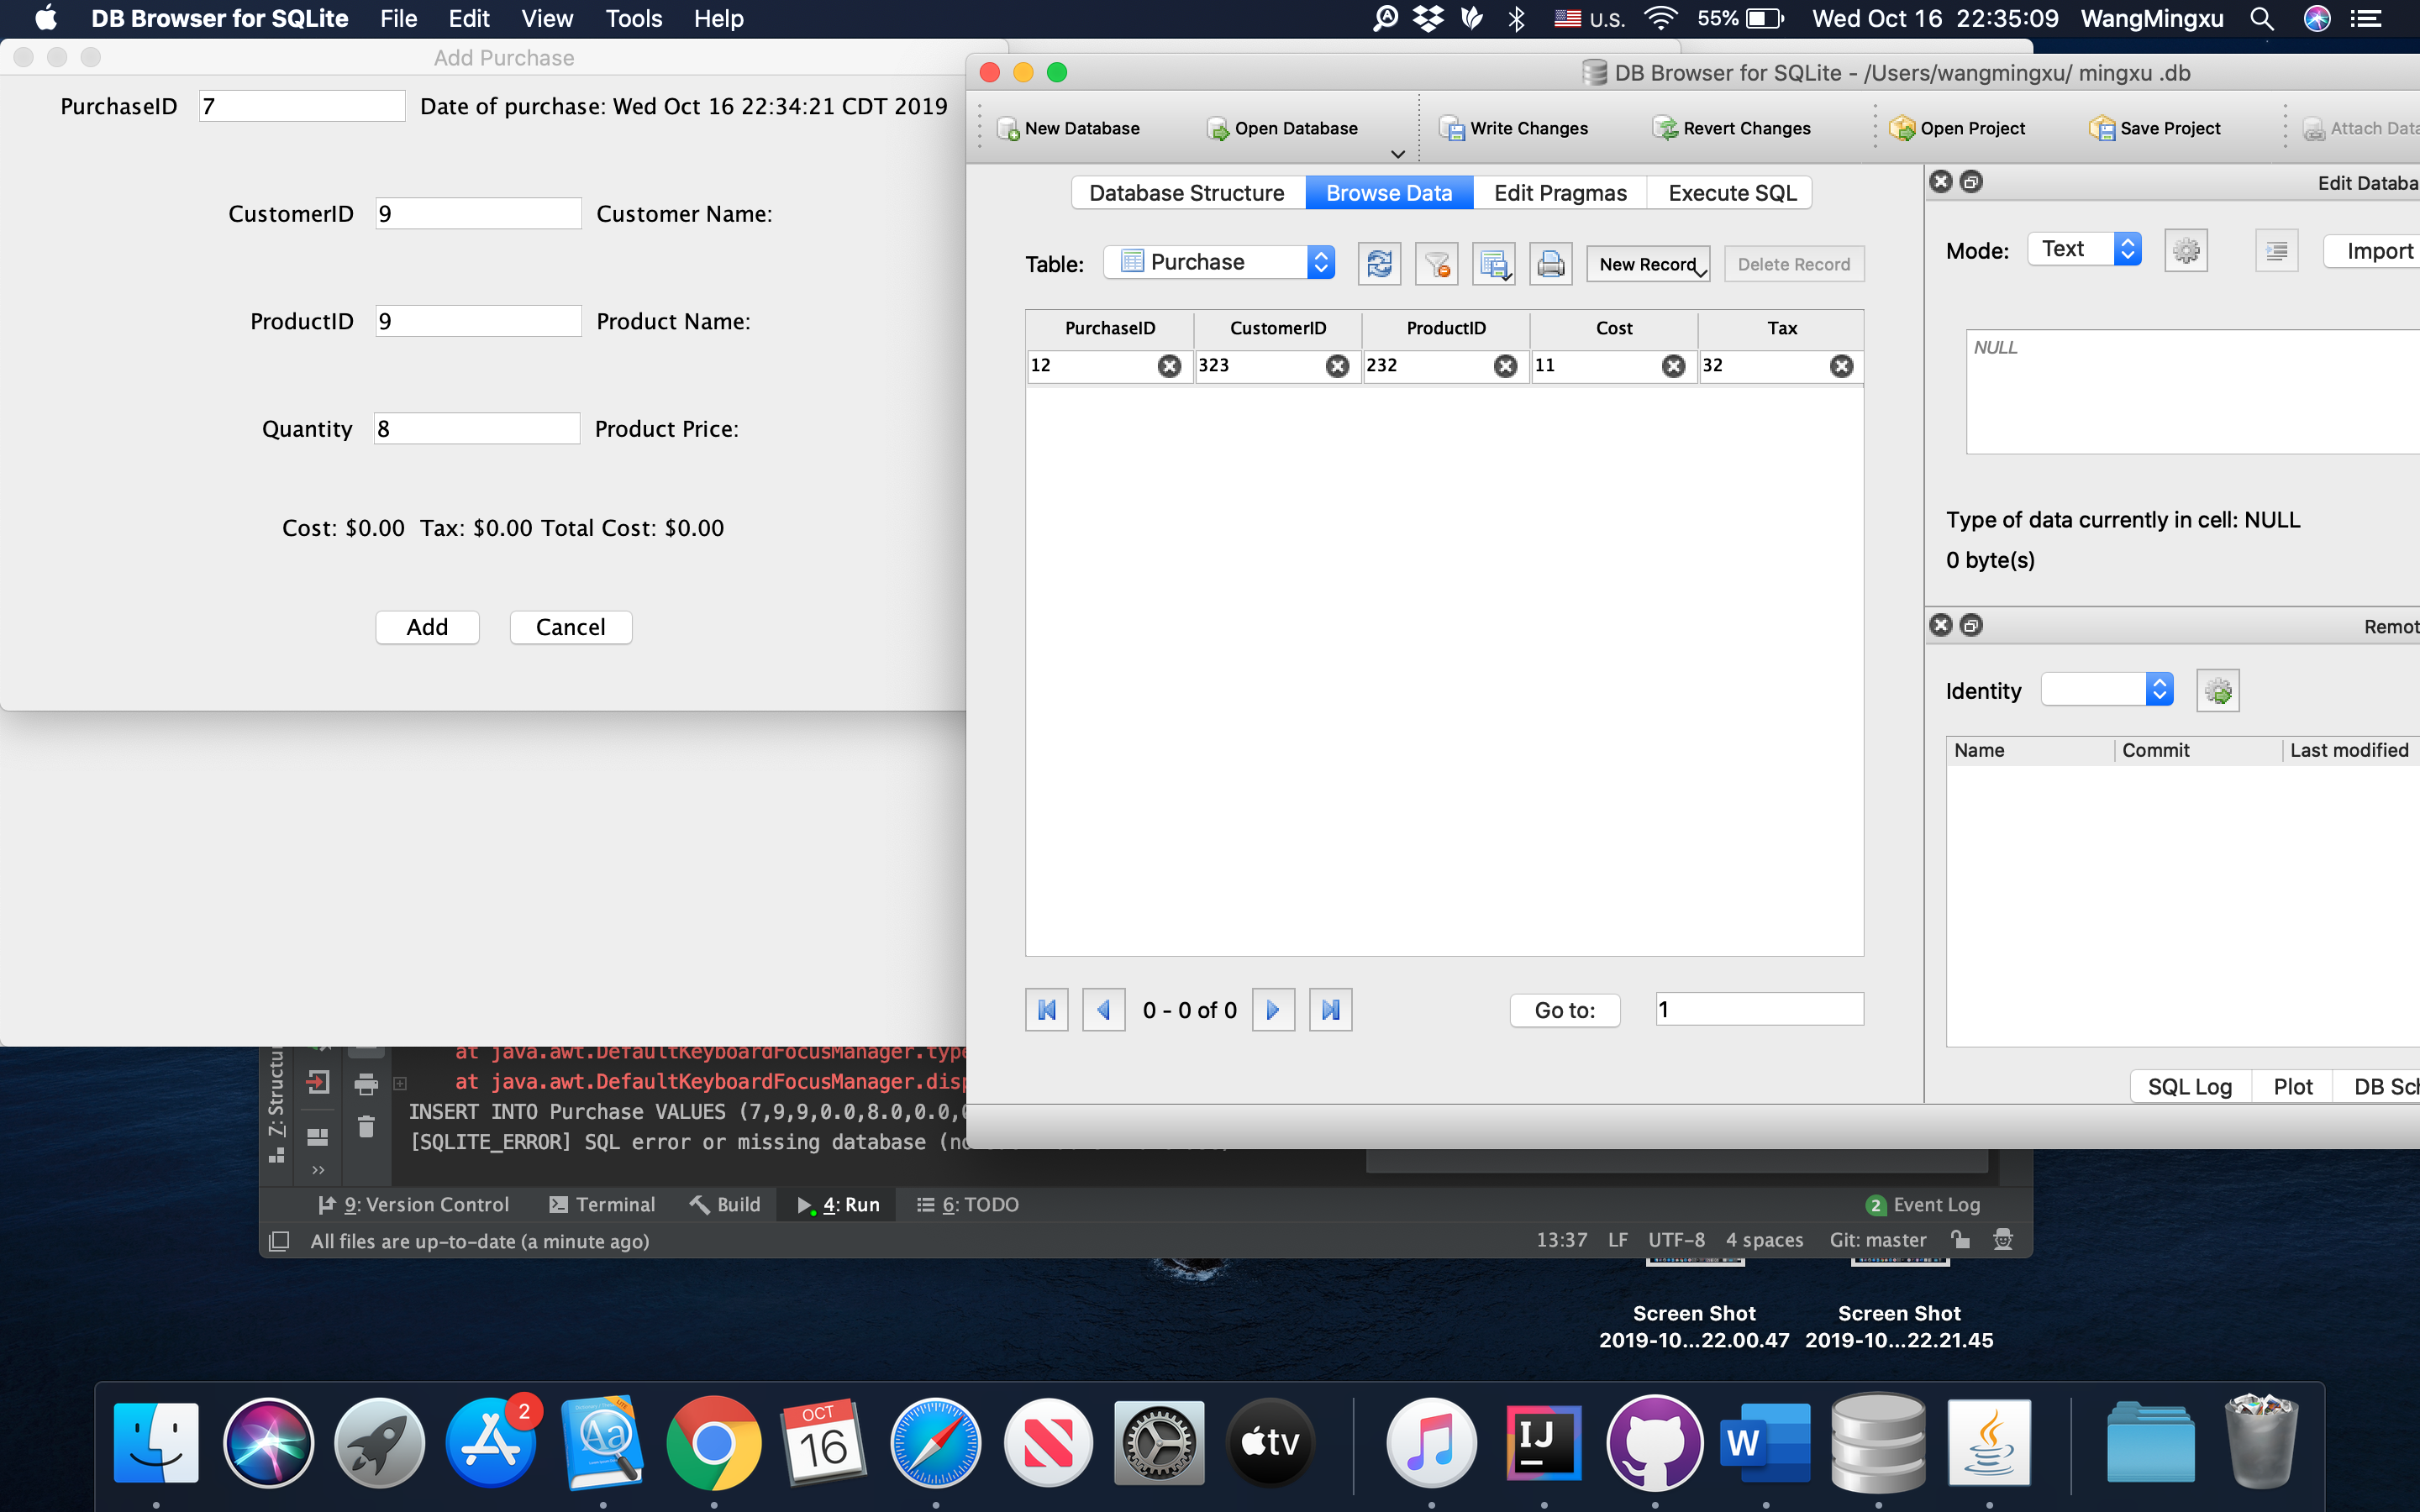 DB Browser for SQLite File Edit View Tools Help
U.S. 55% Wed Oct 16 22:35:09 WangMingxu
Add Purchase
PurchaseID 7 Date of purchase: Wed Oct 16 22:34:21 CDT 2019
CustomerID 9 Customer Name:
ProductID 9 Product Name:
Quantity 8 Product Price:
Cost: $0.00 Tax: $0.00 Total Cost: $0.00
Add Cancel
DB Browser for SQLite - /Users/wangmingxu/ mingxu .db
New Database Open Database Write Changes Revert Changes Open Project Save Project Attach
Database Structure Browse Data Edit Pragmas Execute SQL
Table: Purchase New Record Delete Record
PurchaseID CustomerID ProductID Cost Tax
12 323 232 11 32
0 - 0 of 0 Go to: 1
Edit
Mode: Text Import
NULL
Type of data currently in cell: NULL
0 byte(s)
Identity
Name Commit Last modified
SQL Log Plot DB
Z: Structu
at java.awt.DefaultKeyboardFocusManager.type
at java.awt.DefaultKeyboardFocusManager.disp
INSERT INTO Purchase VALUES (7,9,9,0.0,8.0,0.0,
[SQLITE_ERROR] SQL error or missing database (no
9: Version Control Terminal Build 4: Run 6: TODO 2 Event Log
All files are up-to-date (a minute ago) 13:37 LF UTF-8 4 spaces Git: master
Screen Shot
2019-10...22.00.47
Screen Shot
2019-10...22.21.45
2
Aa
OCT
16
tv
IJ
W